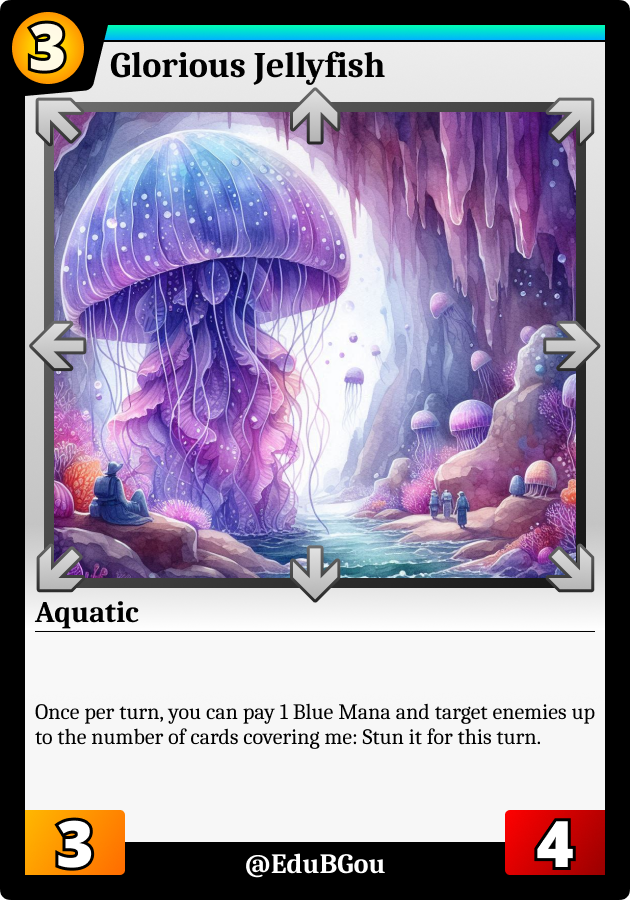 3
Glorious Jellyfish
Aquatic
Once per turn, you can pay 1 Blue Mana and target enemies up
to the number of cards covering me: Stun it for this turn.
3
@EduBGou
4